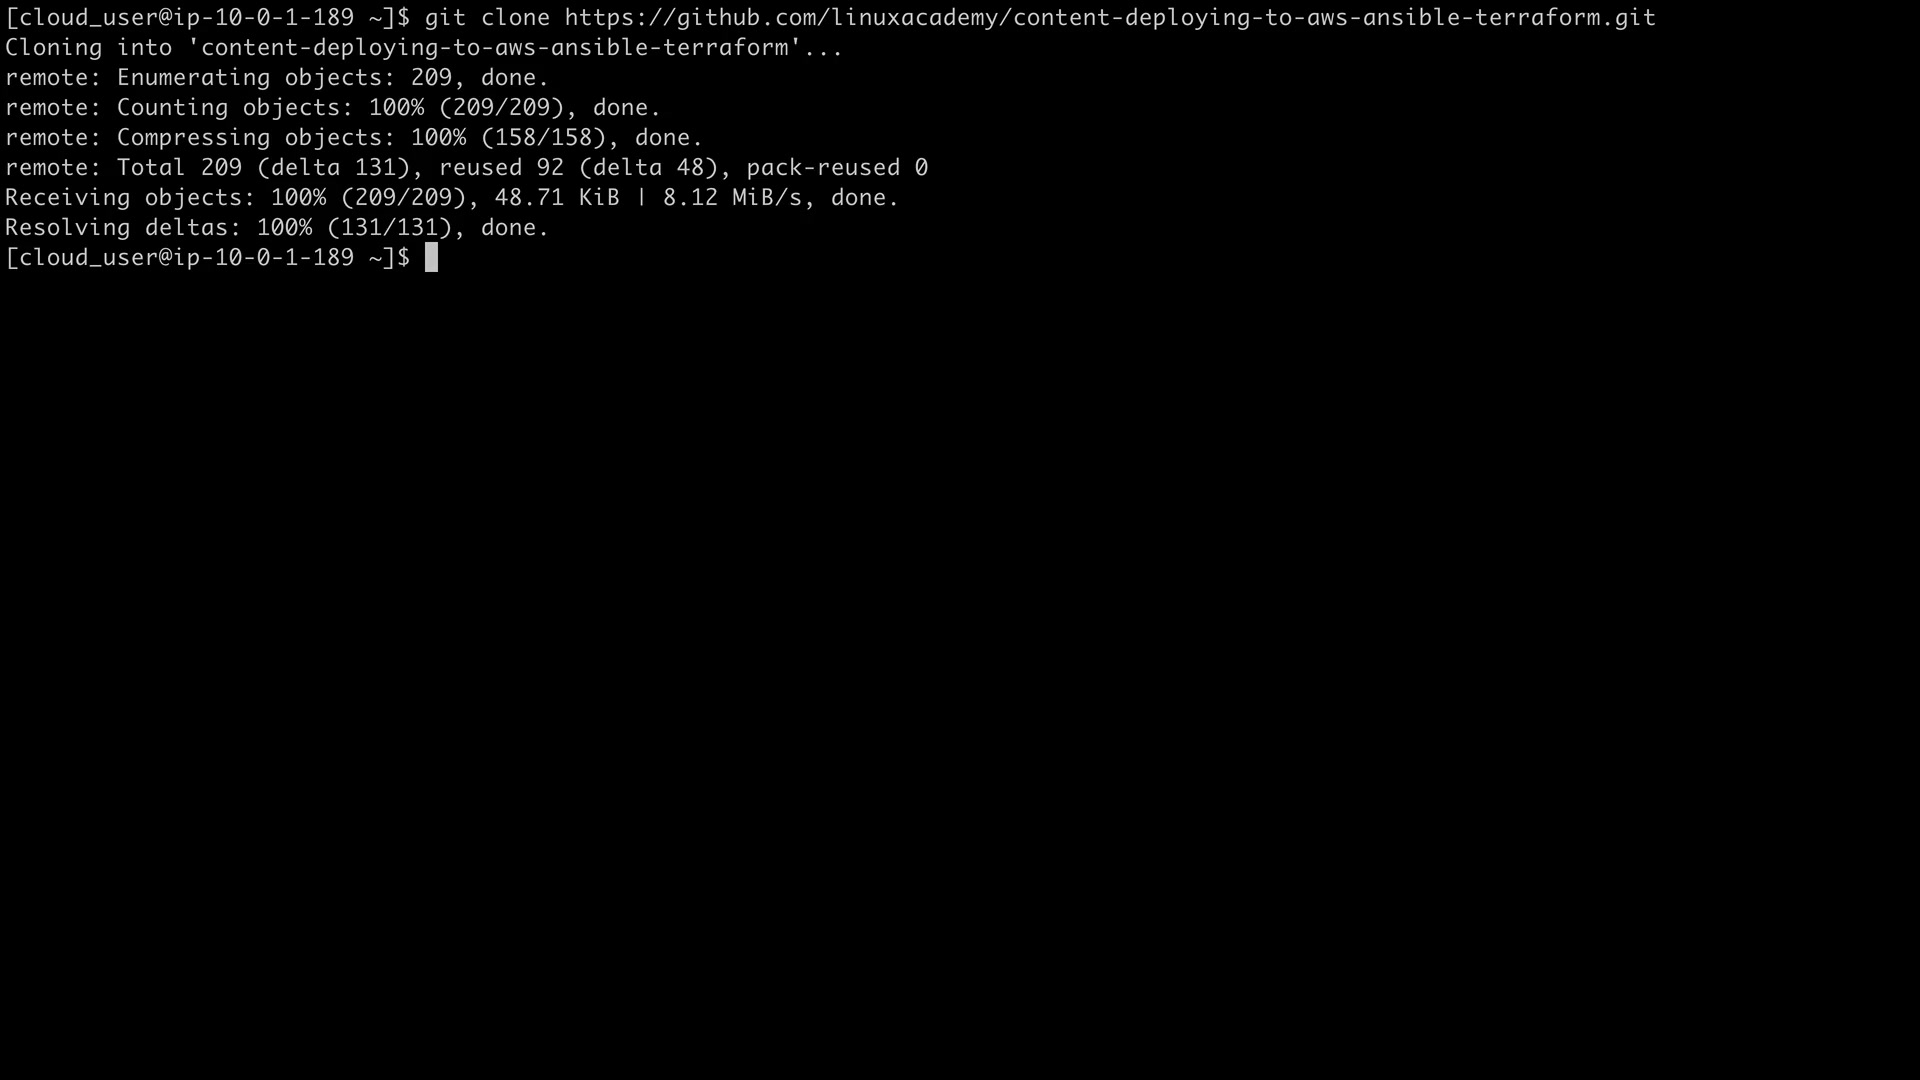 [cloud_user@ip-10-0-1-189 ~]$ git clone https://github.com/linuxacademy/content-deploying-to-aws-ansible-terraform.git
Cloning into 'content-deploying-to-aws-ansible-terraform'...
remote: Enumerating objects: 209, done.
remote: Counting objects: 100% (209/209), done.
remote: Compressing objects: 100% (158/158), done.
remote: Total 209 (delta 131), reused 92 (delta 48), pack-reused 0
Receiving objects: 100% (209/209), 48.71 KiB | 8.12 MiB/s, done.
Resolving deltas: 100% (131/131), done.
[cloud_user@ip-10-0-1-189 ~]$